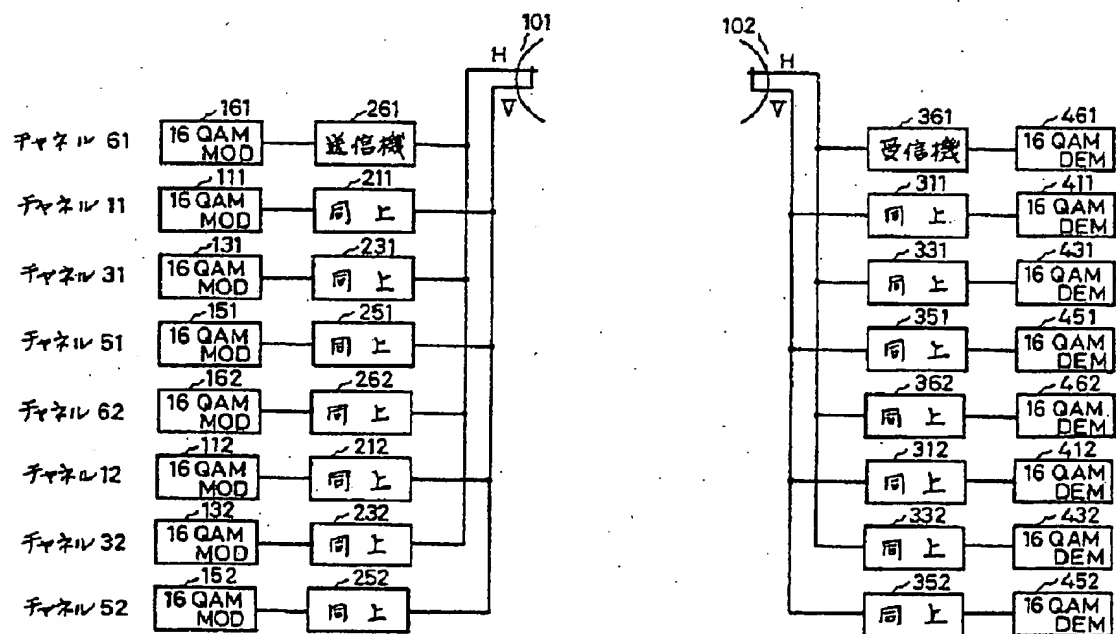 101
102
H
H
V
V
チャネル 61
161
16 QAM
MOD
261
送信機
361
受信機
461
16 QAM
DEM
チャネル 11
111
16 QAM
MOD
211
同上
311
同上
411
16 QAM
DEM
チャネル 31
131
16 QAM
MOD
231
同上
331
同上
431
16 QAM
DEM
チャネル 51
151
16 QAM
MOD
251
同上
351
同上
451
16 QAM
DEM
チャネル 62
162
16 QAM
MOD
262
同上
362
同上
462
16 QAM
DEM
チャネル 12
112
16 QAM
MOD
212
同上
312
同上
412
16 QAM
DEM
チャネル 32
132
16 QAM
MOD
232
同上
332
同上
432
16 QAM
DEM
チャネル 52
152
16 QAM
MOD
252
同上
352
同上
452
16 QAM
DEM